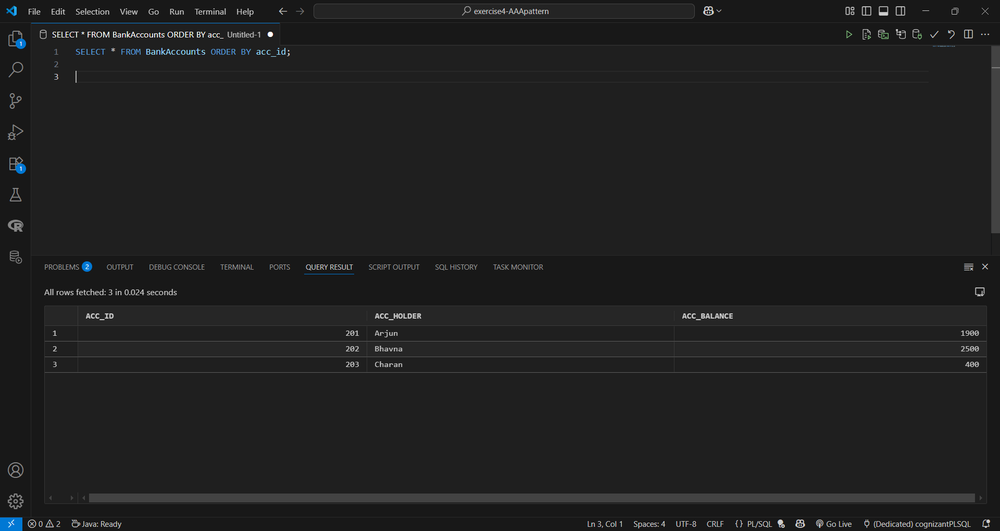 File Edit Selection View Go Run Terminal Help
exercise4-AAApattern
SELECT * FROM BankAccounts ORDER BY acc_ Untitled-1
1 SELECT * FROM BankAccounts ORDER BY acc_id;
2
3
1
1
PROBLEMS 2 OUTPUT DEBUG CONSOLE TERMINAL PORTS QUERY RESULT SCRIPT OUTPUT SQL HISTORY TASK MONITOR
All rows fetched: 3 in 0.024 seconds
ACC_ID ACC_HOLDER ACC_BALANCE
1 201 Arjun 1900
2 202 Bhavna 2500
3 203 Charan 400
0 2 Java: Ready Ln 3, Col 1 Spaces: 4 UTF-8 CRLF {} PL/SQL Go Live (Dedicated) cognizantPLSQL